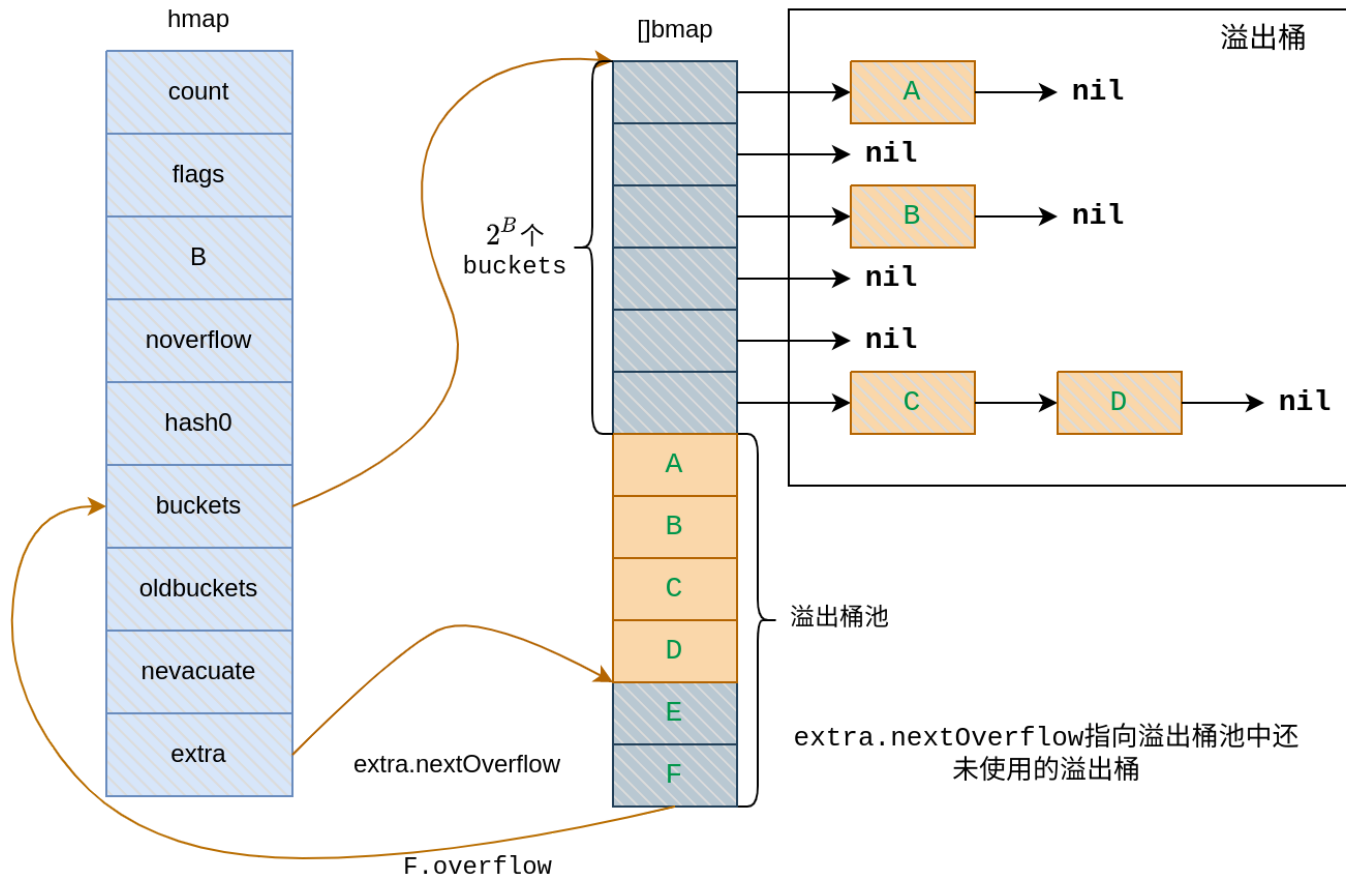 hmap
count
flags
B
noverflow
hash0
buckets
oldbuckets
nevacuate
extra
[]bmap
2^B个
buckets
A
B
C
D
E
F
溢出桶
A
nil
nil
B
nil
nil
nil
C
D
nil
溢出桶池
extra.nextOverflow
extra.nextOverflow指向溢出桶池中还
未使用的溢出桶
F.overflow